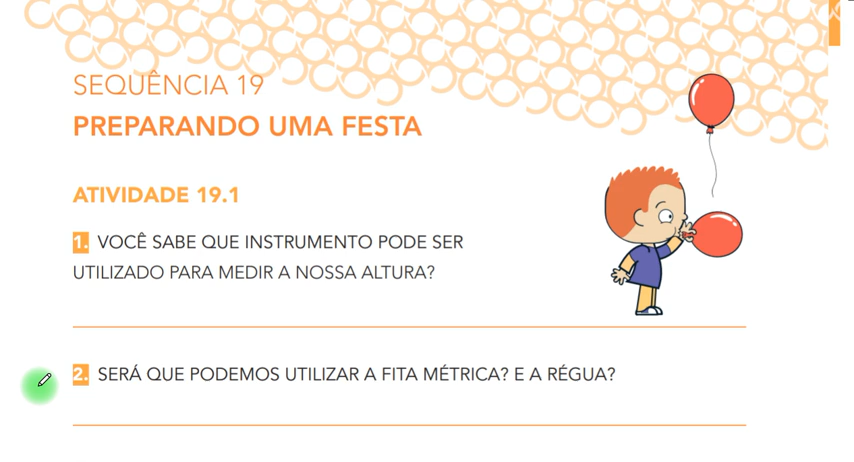 SEQUÊNCIA 19
PREPARANDO UMA FESTA
ATIVIDADE 19.1
1. VOCÊ SABE QUE INSTRUMENTO PODE SER
UTILIZADO PARA MEDIR A NOSSA ALTURA?
2. SERÁ QUE PODEMOS UTILIZAR A FITA MÉTRICA? E A RÉGUA?